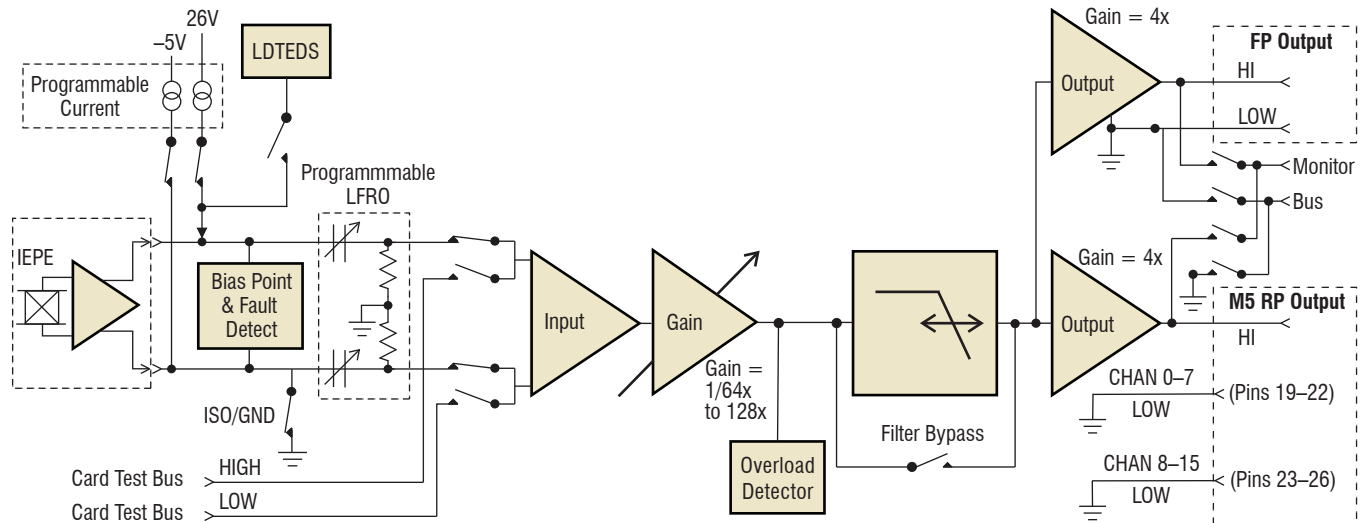 26V
–5V
LDTEDS
Programmable
Current
Programmmable
LFRO
IEPE
Bias Point
& Fault
Detect
ISO/GND
Card Test Bus
HIGH
Card Test Bus
LOW
Input
Gain
Gain =
1/64x
to 128x
Overload
Detector
Filter Bypass
Gain = 4x
Output
FP Output
HI
LOW
Monitor
Bus
Gain = 4x
Output
M5 RP Output
HI
CHAN 0–7
LOW
(Pins 19–22)
CHAN 8–15
LOW
(Pins 23–26)